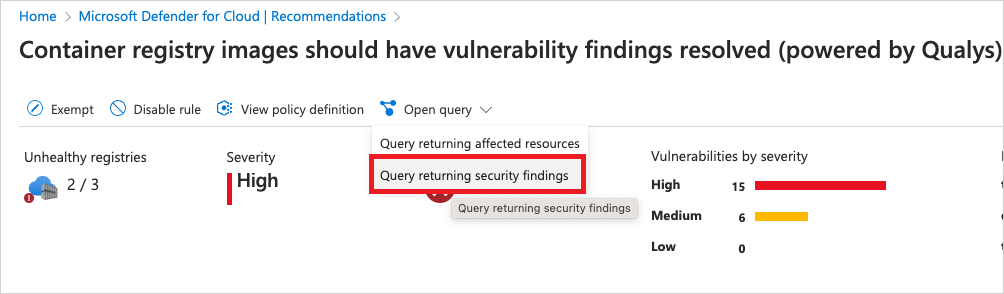 Home > Microsoft Defender for Cloud | Recommendations >
Container registry images should have vulnerability findings resolved (powered by Qualys)
Exempt Disable rule View policy definition Open query
Query returning affected resources
Query returning security findings
Query returning security findings
Unhealthy registries
2 / 3
Severity
High
Vulnerabilities by severity
High 15
Medium 6
Low 0